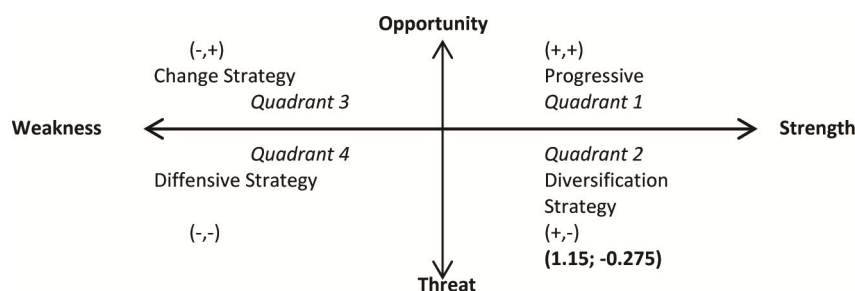 Opportunity
(-,+)
Change Strategy
Quadrant 3
(+,+)
Progressive
Quadrant 1
Weakness
Strength
Quadrant 4
Diffensive Strategy
(-,-)
Quadrant 2
Diversification
Strategy
(+,-)
(1.15; -0.275)
Threat